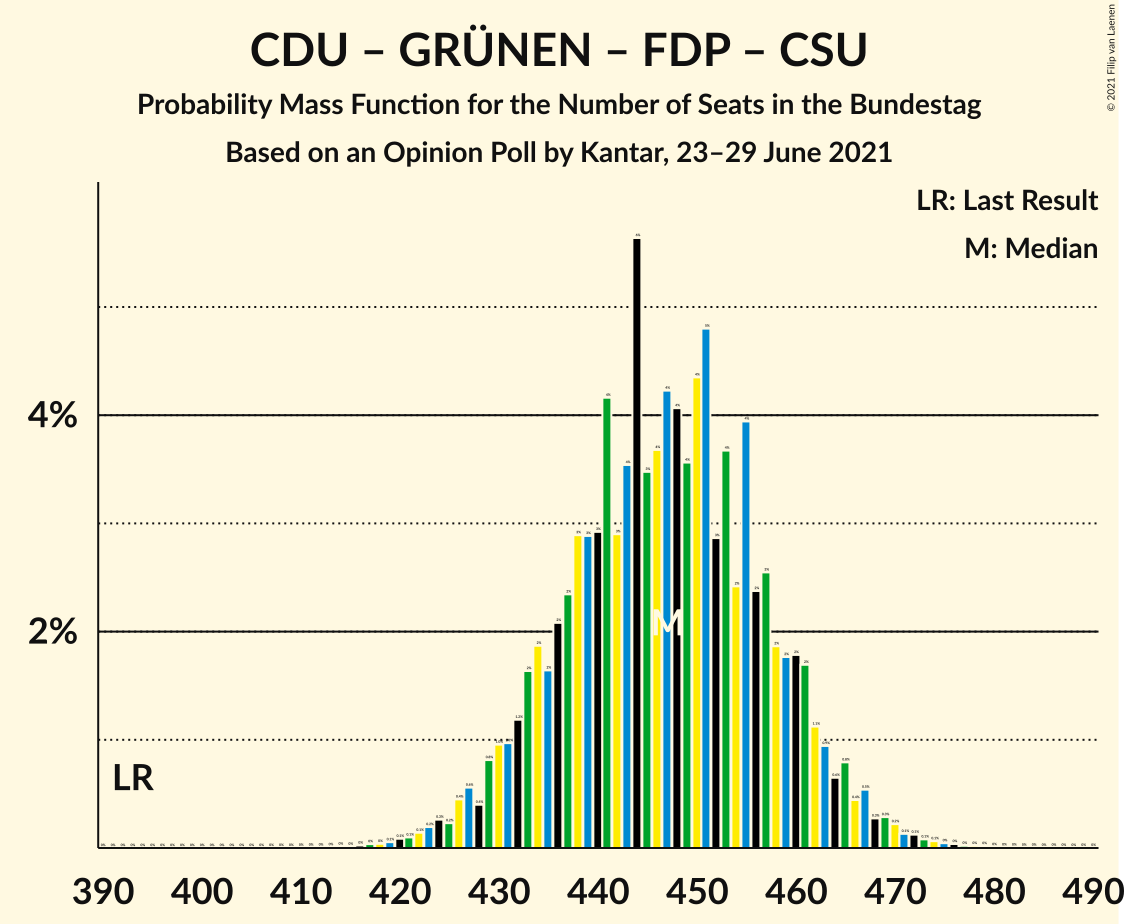 CDU – GRÜNEN – FDP – CSU
Probability Mass Function for the Number of Seats in the Bundestag
Based on an Opinion Poll by Kantar, 23–29 June 2021
© 2021 Filip van Laenen
LR: Last Result
M: Median
4%
2%
LR
M
390 400 410 420 430 440 450 460 470 480 490